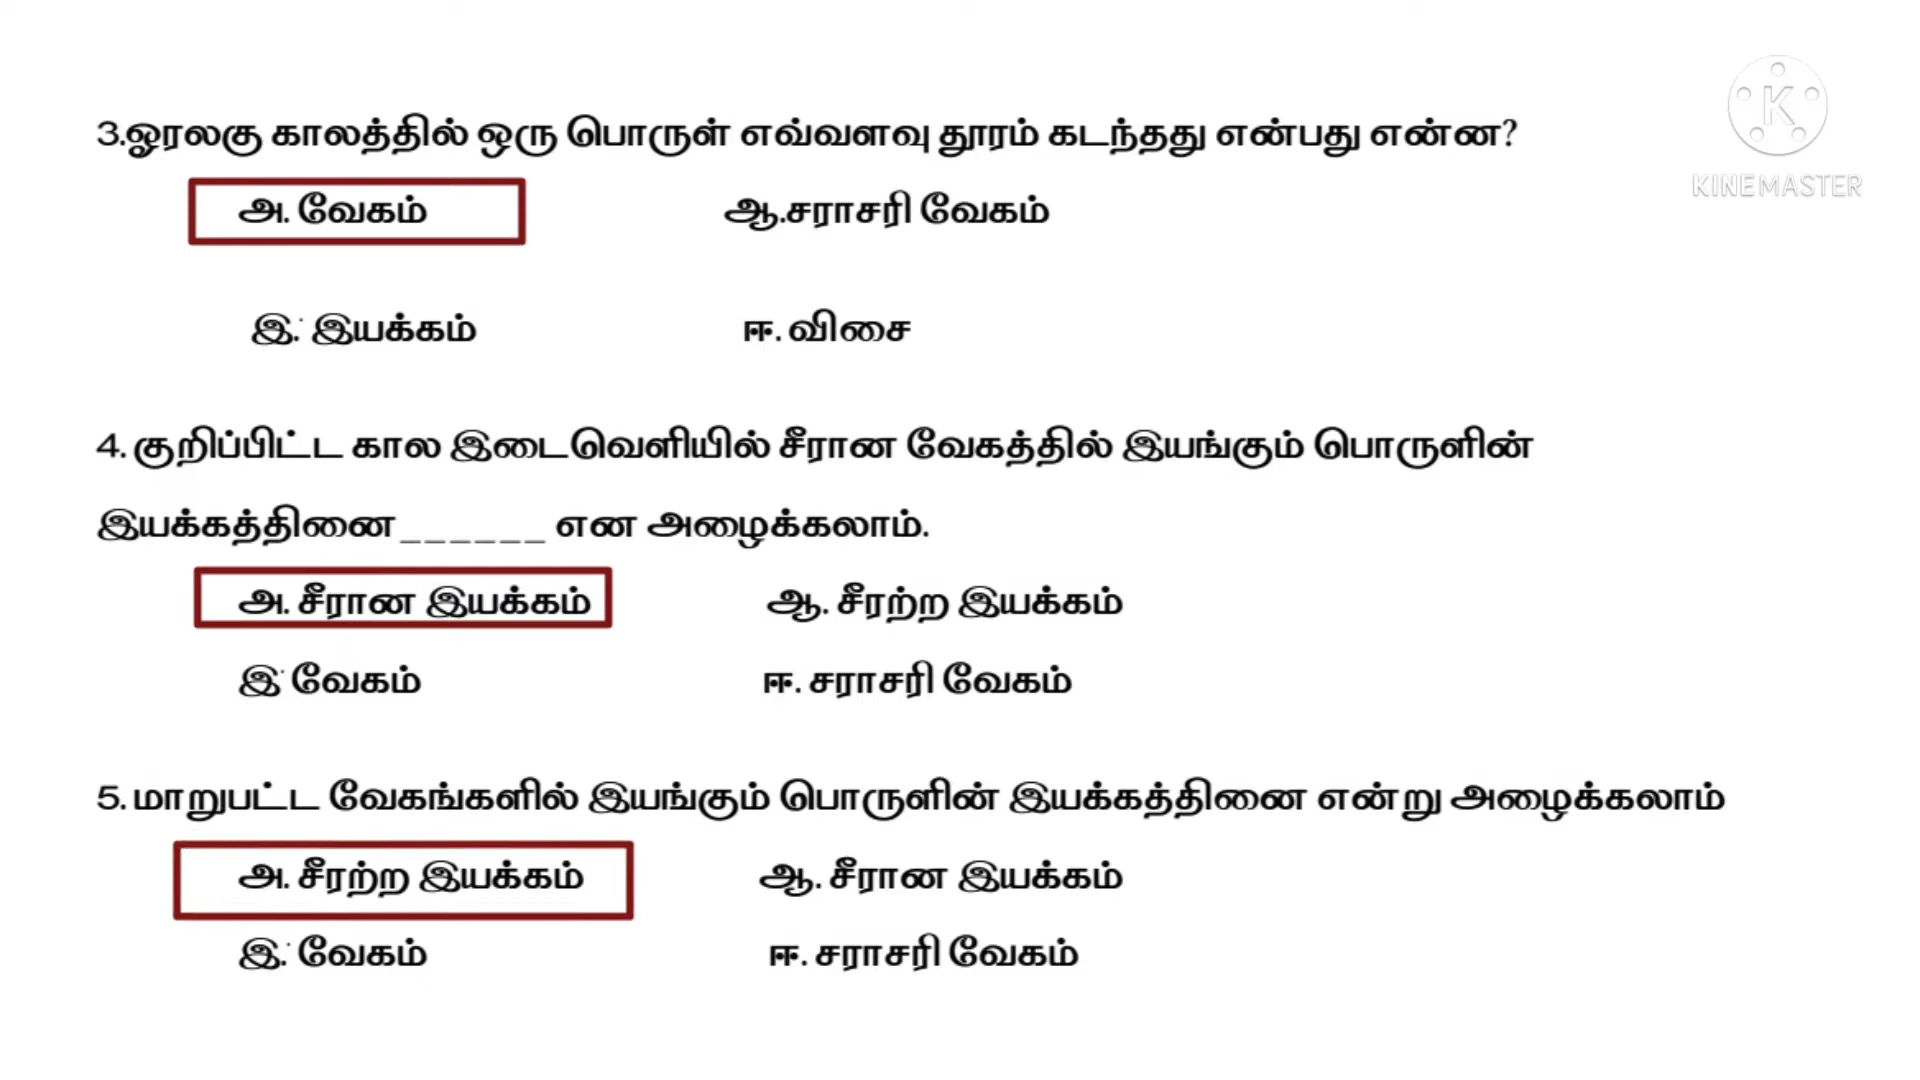 3.ஓரலகு காலத்தில் ஒரு பொருள் எவ்வளவு தூரம் கடந்தது என்பது என்ன?
அ. வேகம் ஆ.சராசரி வேகம்
இ. இயக்கம் ஈ. விசை
4. குறிப்பிட்ட கால இடைவெளியில் சீரான வேகத்தில் இயங்கும் பொருளின்
இயக்கத்தினை ______ என அழைக்கலாம்.
அ. சீரான இயக்கம் ஆ. சீரற்ற இயக்கம்
இ வேகம் ஈ. சராசரி வேகம்
5. மாறுபட்ட வேகங்களில் இயங்கும் பொருளின் இயக்கத்தினை என்று அழைக்கலாம்
அ. சீரற்ற இயக்கம் ஆ. சீரான இயக்கம்
இ. வேகம் ஈ. சராசரி வேகம்
K
KINEMASTER